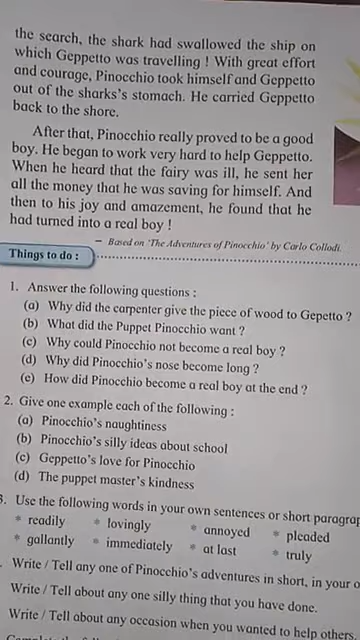 the search, the shark had swallowed the ship on
which Geppetto was travelling ! With great effort
and courage, Pinocchio took himself and Geppetto
out of the sharks's stomach. He carried Geppetto
back to the shore.
After that, Pinocchio really proved to be a good
boy. He began to work very hard to help Geppetto.
When he heard that the fairy was ill, he sent her
all the money that he was saving for himself. And
then to his joy and amazement, he found that he
had turned into a real boy !
– Based on 'The Adventures of Pinocchio' by Carlo Collodi.
Things to do :
1. Answer the following questions :
(a) Why did the carpenter give the piece of wood to Gepetto ?
(b) What did the Puppet Pinocchio want ?
(c) Why could Pinocchio not become a real boy ?
(d) Why did Pinocchio's nose become long ?
(e) How did Pinocchio become a real boy at the end ?
2. Give one example each of the following :
(a) Pinocchio's naughtiness
(b) Pinocchio's silly ideas about school
(c) Geppetto's love for Pinocchio
(d) The puppet master's kindness
3. Use the following words in your own sentences or short
* readily * lovingly * annoyed * pleaded
* gallantly * immediately * at last * truly
Write / Tell any one of Pinocchio's adventures in short, in your
Write / Tell about any one silly thing that you have done.
Write / Tell about any occasion when you wanted to help others